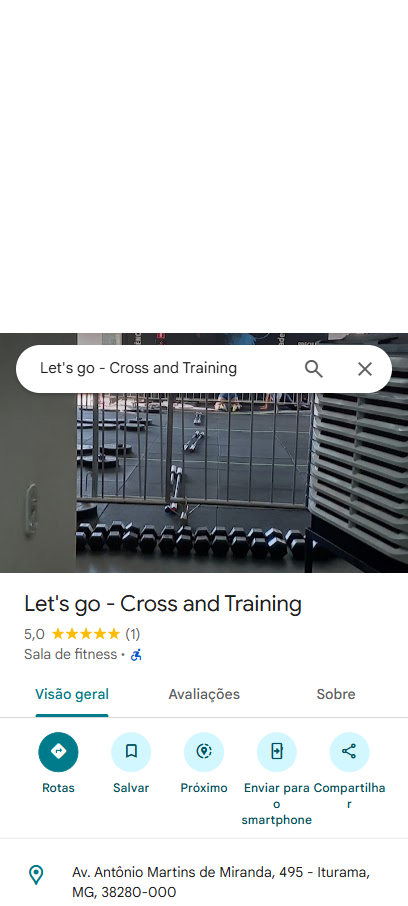 Let's go - Cross and Training
Let's go - Cross and Training
5,0 ★★★★★ (1)
Sala de fitness ·
Visão geral
Avaliações
Sobre
Rotas
Salvar
Próximo
Enviar para
o
smartphone
Compartilha
r
Av. Antônio Martins de Miranda, 495 - Iturama,
MG, 38280-000